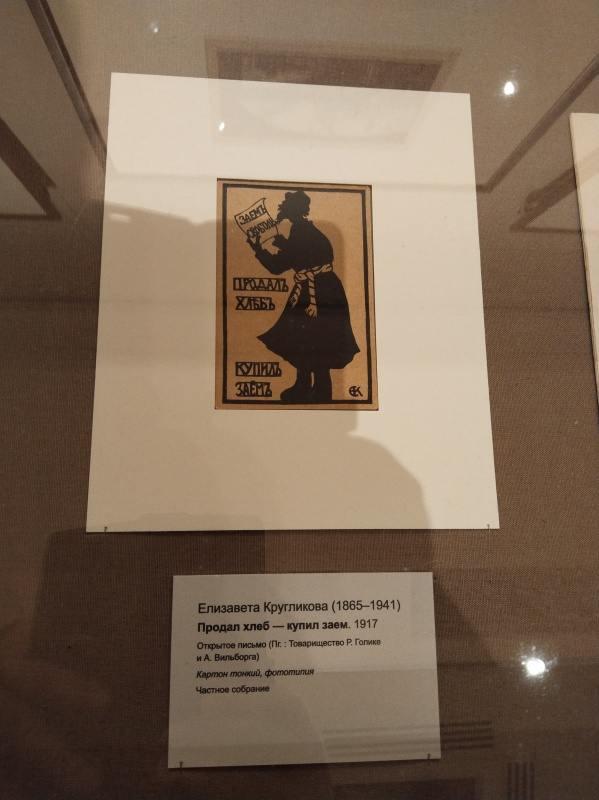 ЗАЕМЪ
СВОБОДЫ
ПРОДАЛЪ
ХЛѢБЪ
КУПИЛЪ
ЗАЁМЪ
ЕК
Елизавета Кругликова (1865–1941)
Продал хлеб — купил заем. 1917
Открытое письмо (Пг. : Товарищество Р. Голике
и А. Вильборга)
Картон тонкий, фототипия
Частное собрание